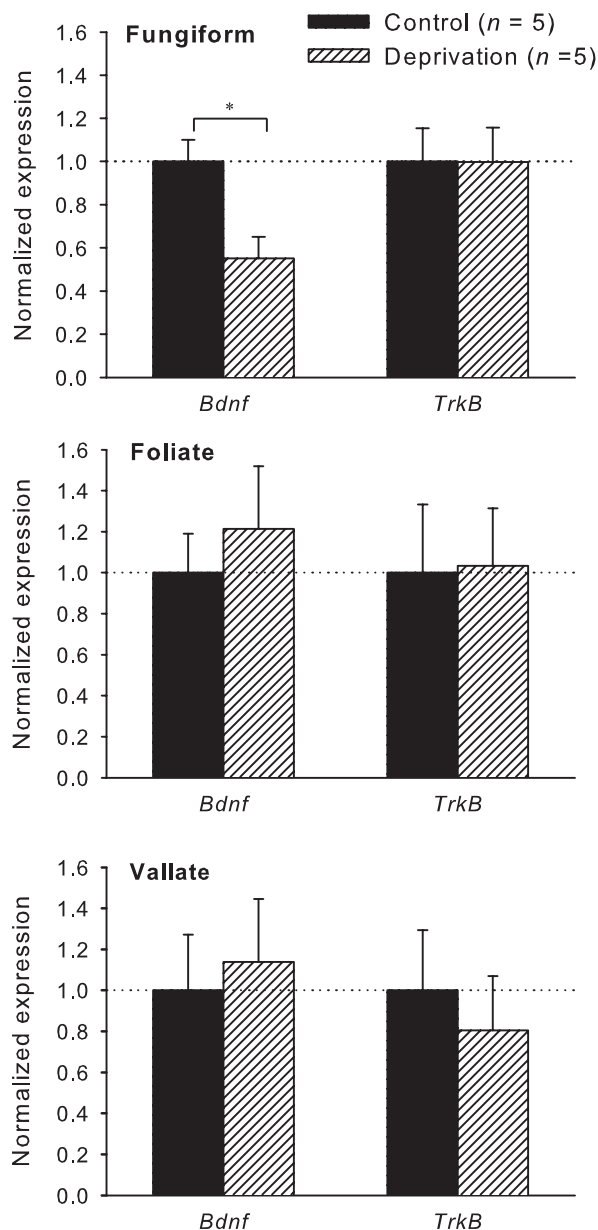 Control (n = 5)
Deprivation (n =5)
Fungiform
Normalized expression
1.6
1.4
1.2
1.0
0.8
0.6
0.4
0.2
0.0
*
Bdnf TrkB
Foliate
Normalized expression
1.6
1.4
1.2
1.0
0.8
0.6
0.4
0.2
0.0
Bdnf TrkB
Vallate
Normalized expression
1.6
1.4
1.2
1.0
0.8
0.6
0.4
0.2
0.0
Bdnf TrkB